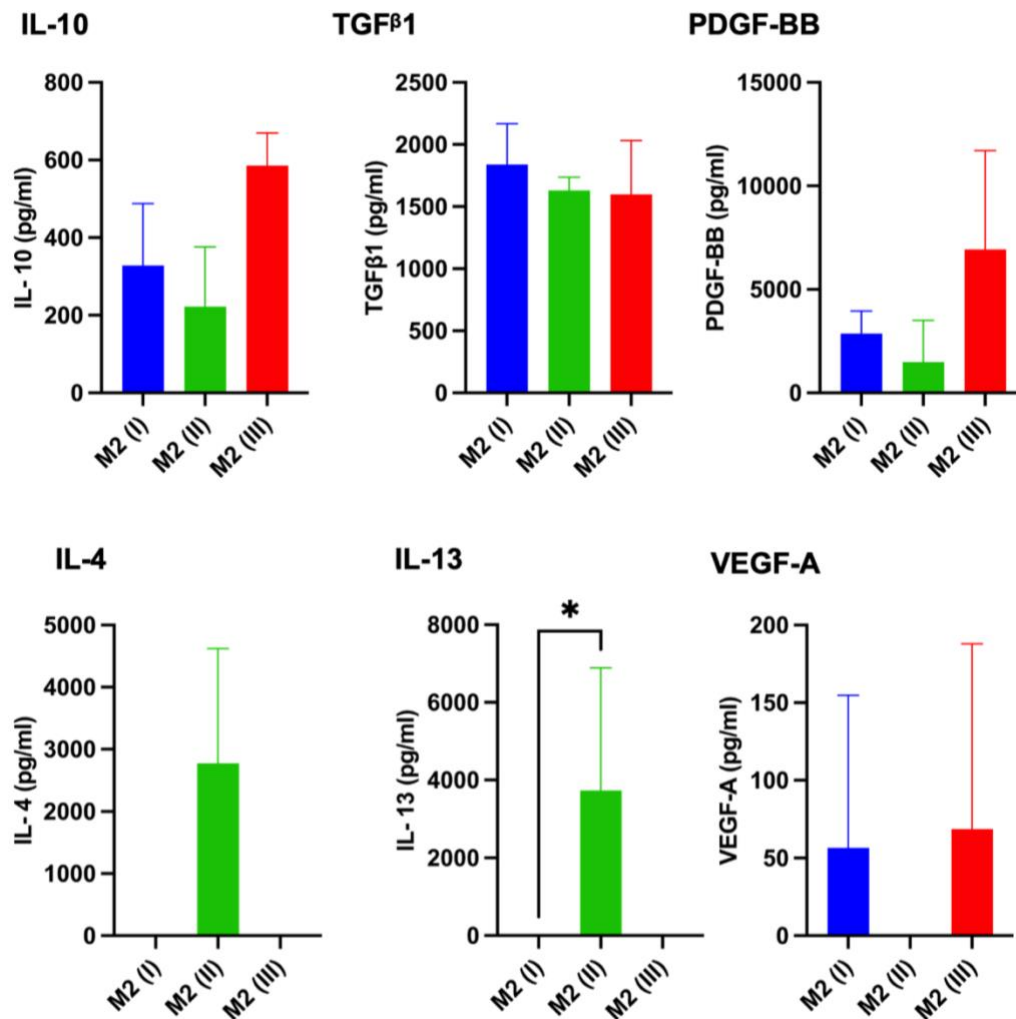 IL-10
TGFβ1
PDGF-BB
IL- 10 (pg/ml)
800
600
400
200
0
M2 (I)
M2 (II)
M2 (III)
TGFβ1 (pg/ml)
2500
2000
1500
1000
500
0
M2 (I)
M2 (II)
M2 (III)
PDGF-BB (pg/ml)
15000
10000
5000
0
M2 (I)
M2 (II)
M2 (III)
IL-4
IL-13
VEGF-A
IL- 4 (pg/ml)
5000
4000
3000
2000
1000
0
M2 (I)
M2 (II)
M2 (III)
IL- 13 (pg/ml)
8000
6000
4000
2000
0
*
M2 (I)
M2 (II)
M2 (III)
VEGF-A (pg/ml)
200
150
100
50
0
M2 (I)
M2 (II)
M2 (III)